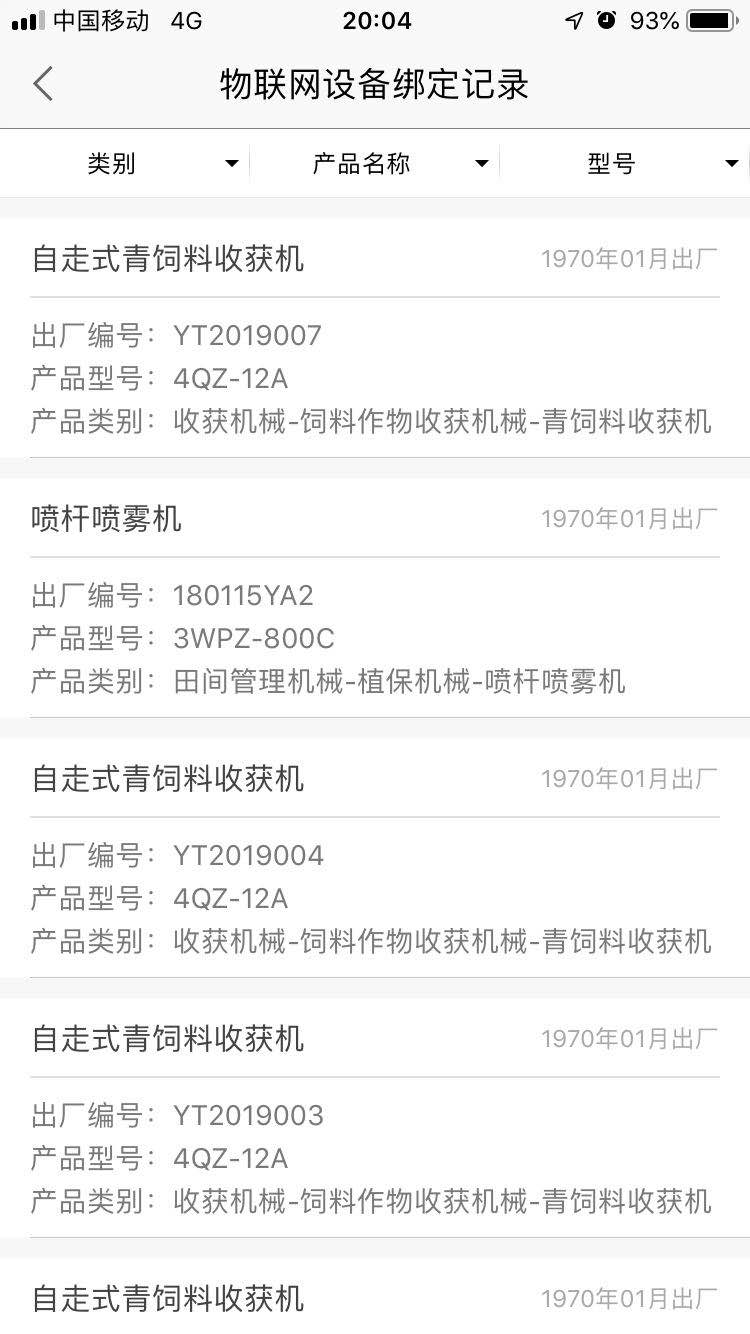 中国移动 4G 20:04 93%
物联网设备绑定记录
类别 产品名称 型号
自走式青饲料收获机 1970年01月出厂
出厂编号：YT2019007
产品型号：4QZ-12A
产品类别：收获机械-饲料作物收获机械-青饲料收获机
喷杆喷雾机 1970年01月出厂
出厂编号：180115YA2
产品型号：3WPZ-800C
产品类别：田间管理机械-植保机械-喷杆喷雾机
自走式青饲料收获机 1970年01月出厂
出厂编号：YT2019004
产品型号：4QZ-12A
产品类别：收获机械-饲料作物收获机械-青饲料收获机
自走式青饲料收获机 1970年01月出厂
出厂编号：YT2019003
产品型号：4QZ-12A
产品类别：收获机械-饲料作物收获机械-青饲料收获机
自走式青饲料收获机 1970年01月出厂